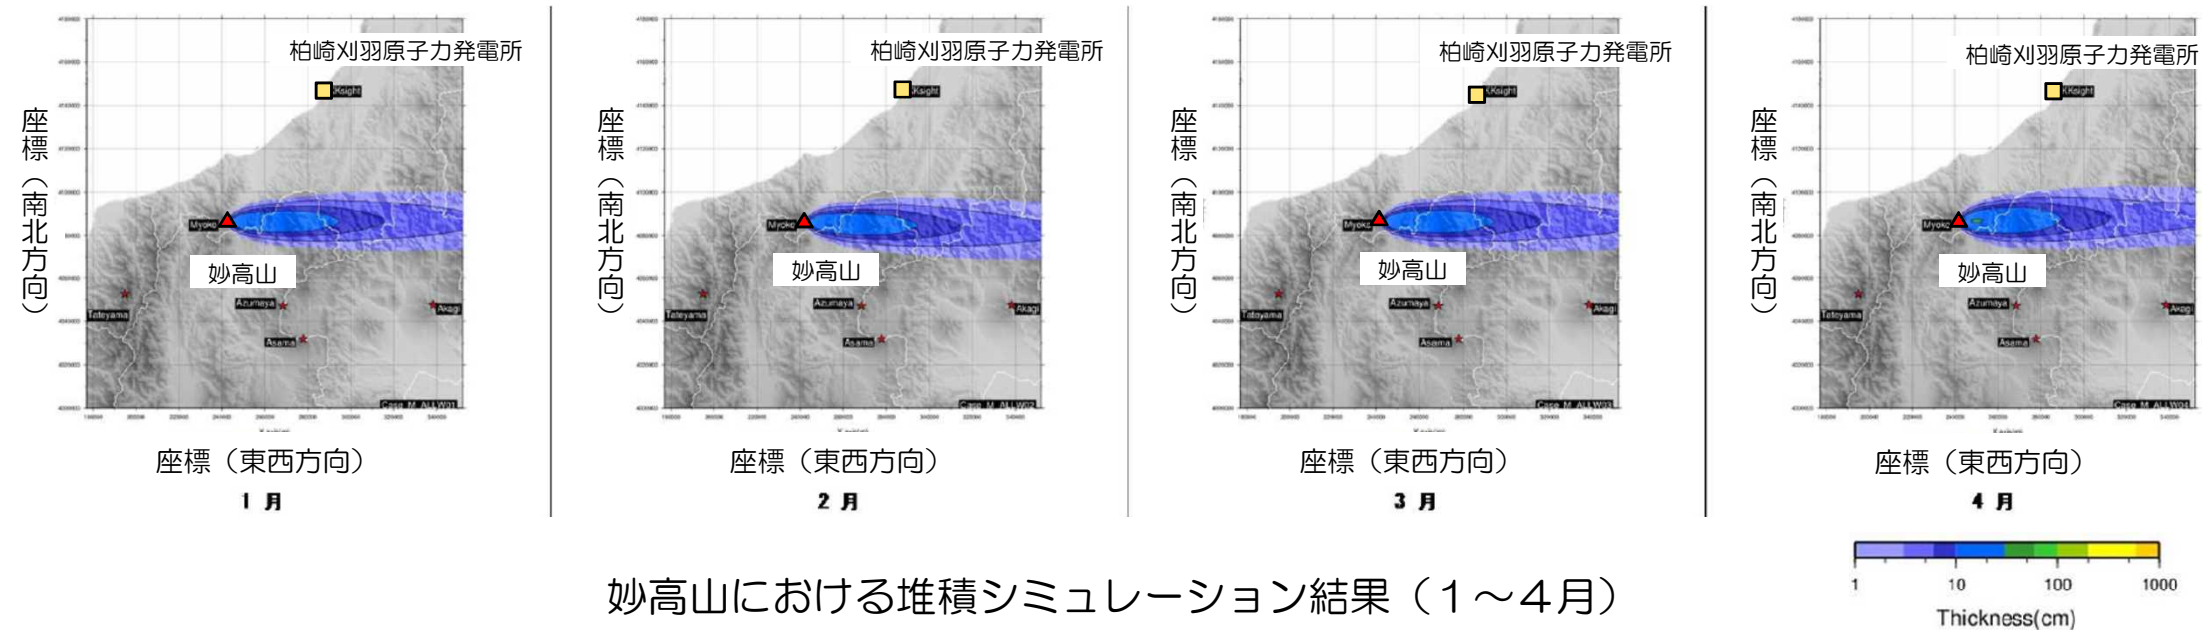 柏崎刈羽原子力発電所
KKsight
座標（南北方向）
Myoko
妙高山
Azumaya
Tateyama
Akagi
Asama
Case_M_ALLW01
座標（東西方向）
1 月
柏崎刈羽原子力発電所
KKsight
座標（南北方向）
Myoko
妙高山
Azumaya
Tateyama
Akagi
Asama
Case_M_ALLW02
座標（東西方向）
2 月
柏崎刈羽原子力発電所
KKsight
座標（南北方向）
Myoko
妙高山
Azumaya
Tateyama
Akagi
Asama
Case_M_ALLW03
座標（東西方向）
3 月
柏崎刈羽原子力発電所
KKsight
座標（南北方向）
Myoko
妙高山
Azumaya
Tateyama
Akagi
Asama
Case_M_ALLW04
座標（東西方向）
4 月
1 10 100 1000
Thickness(cm)
妙高山における堆積シミュレーション結果（１～４月）